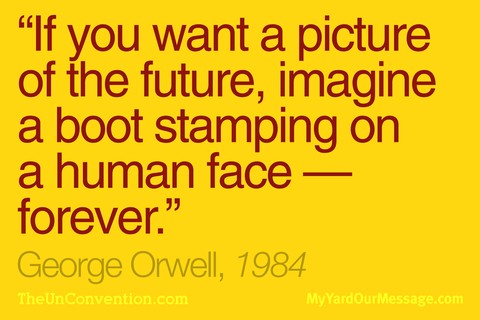 “If you want a picture
of the future, imagine
a boot stamping on
a human face —
forever.”
George Orwell, 1984
TheUnConvention.com MyYardOurMessage.com